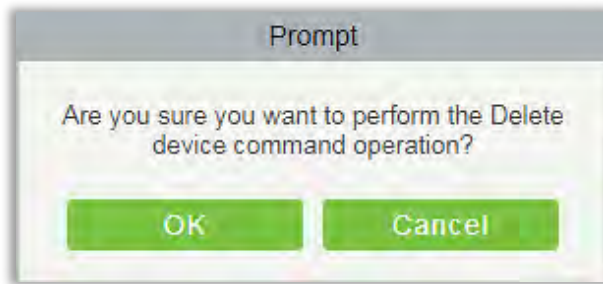 Prompt
Are you sure you want to perform the Delete
device command operation?
OK
Cancel